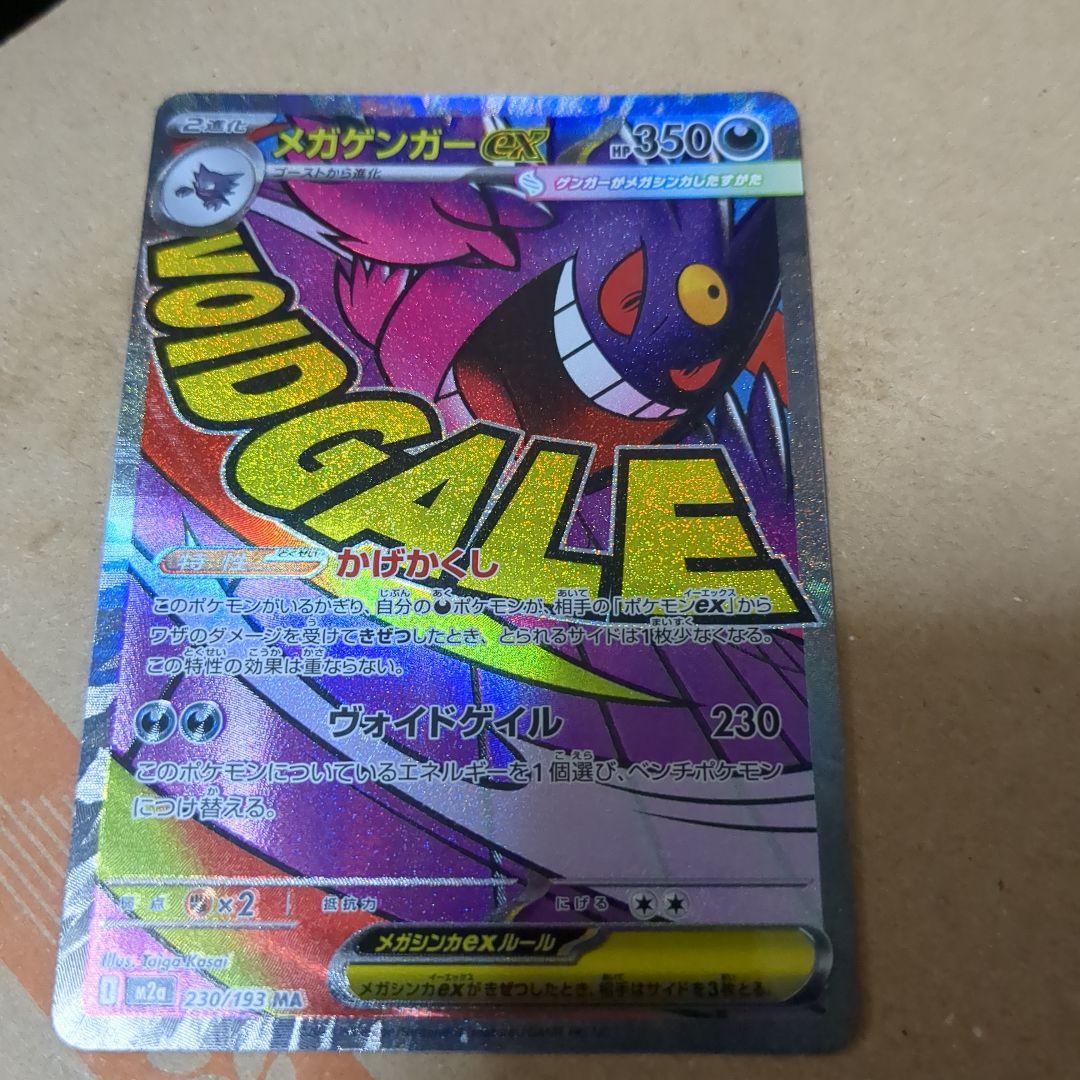 2進化
メガゲンガーex
HP350
ゴーストから進化
ゲンガーがメガシンカしたすがた
VOID GALE
特性
とくせい
かげかくし
このポケモンがいるかぎり、自分のポケモンが、相手の「ポケモンex」から
ワザのダメージを受けてきぜつしたとき、とられるサイドは1枚少なくなる。
この特性の効果は重ならない。
ヴォイドゲイル 230
このポケモンについているエネルギーを1個選び、ベンチポケモン
につけ替える。
弱点 ×2 抵抗力 にげる
メガシンカexルール
メガシンカexがきぜつしたとき、相手はサイドを3枚とる。
Illus. Taiga Kasai
M2a 230/193 MA